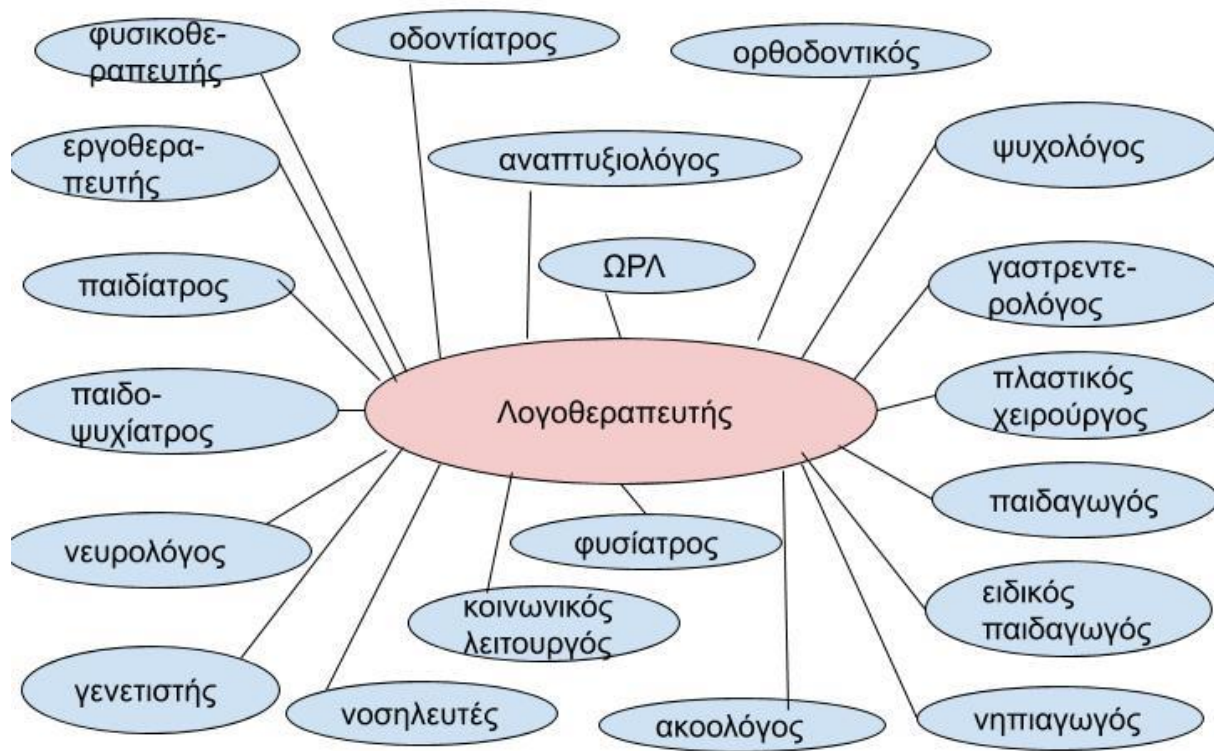 φυσικοθε-
ραπευτής
οδοντίατρος
ορθοδοντικός
εργοθερα-
πευτής
αναπτυξιολόγος
ψυχολόγος
παιδίατρος
ΩΡΛ
γαστρεντε-
ρολόγος
παιδο-
ψυχίατρος
Λογοθεραπευτής
πλαστικός
χειρούργος
παιδαγωγός
νευρολόγος
φυσίατρος
κοινωνικός
λειτουργός
ειδικός
παιδαγωγός
γενετιστής
νοσηλευτές
ακοολόγος
νηπιαγωγός